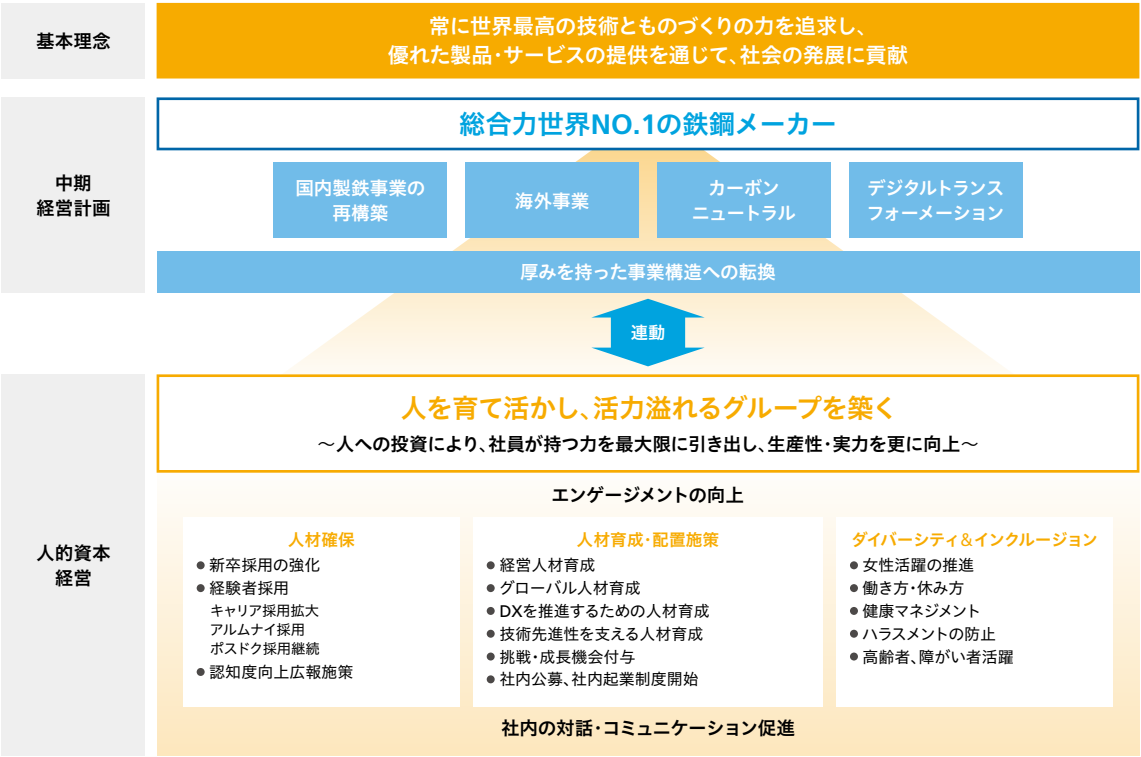 基本理念
常に世界最高の技術とものづくりの力を追求し、
優れた製品・サービスの提供を通じて、社会の発展に貢献
中期
経営計画
総合力世界NO.1の鉄鋼メーカー
国内製鉄事業の
再構築
海外事業
カーボン
ニュートラル
デジタルトランス
フォーメーション
厚みを持った事業構造への転換
連動
人的資本
経営
人を育て活かし、活力溢れるグループを築く
〜人への投資により、社員が持つ力を最大限に引き出し、生産性・実力を更に向上〜
エンゲージメントの向上
人材確保
● 新卒採用の強化
● 経験者採用
キャリア採用拡大
アルムナイ採用
ポスドク採用継続
● 認知度向上広報施策
人材育成・配置施策
● 経営人材育成
● グローバル人材育成
● DXを推進するための人材育成
● 技術先進性を支える人材育成
● 挑戦・成長機会付与
● 社内公募、社内起業制度開始
ダイバーシティ&インクルージョン
● 女性活躍の推進
● 働き方・休み方
● 健康マネジメント
● ハラスメントの防止
● 高齢者、障がい者活躍
社内の対話・コミュニケーション促進